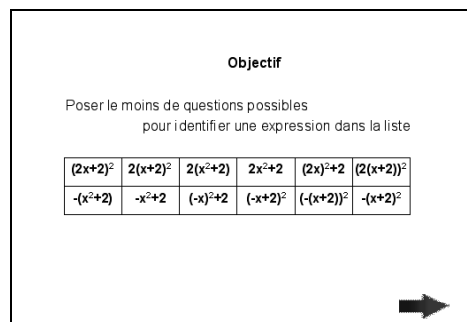 Objectif
Poser le moins de questions possibles
pour identifier une expression dans la liste
(2x+2)² 2(x+2)² 2(x²+2) 2x²+2 (2x)²+2 (2(x+2))²
-(x²+2) -x²+2 (-x)²+2 (-x+2)² (-(x+2))² -(x+2)²